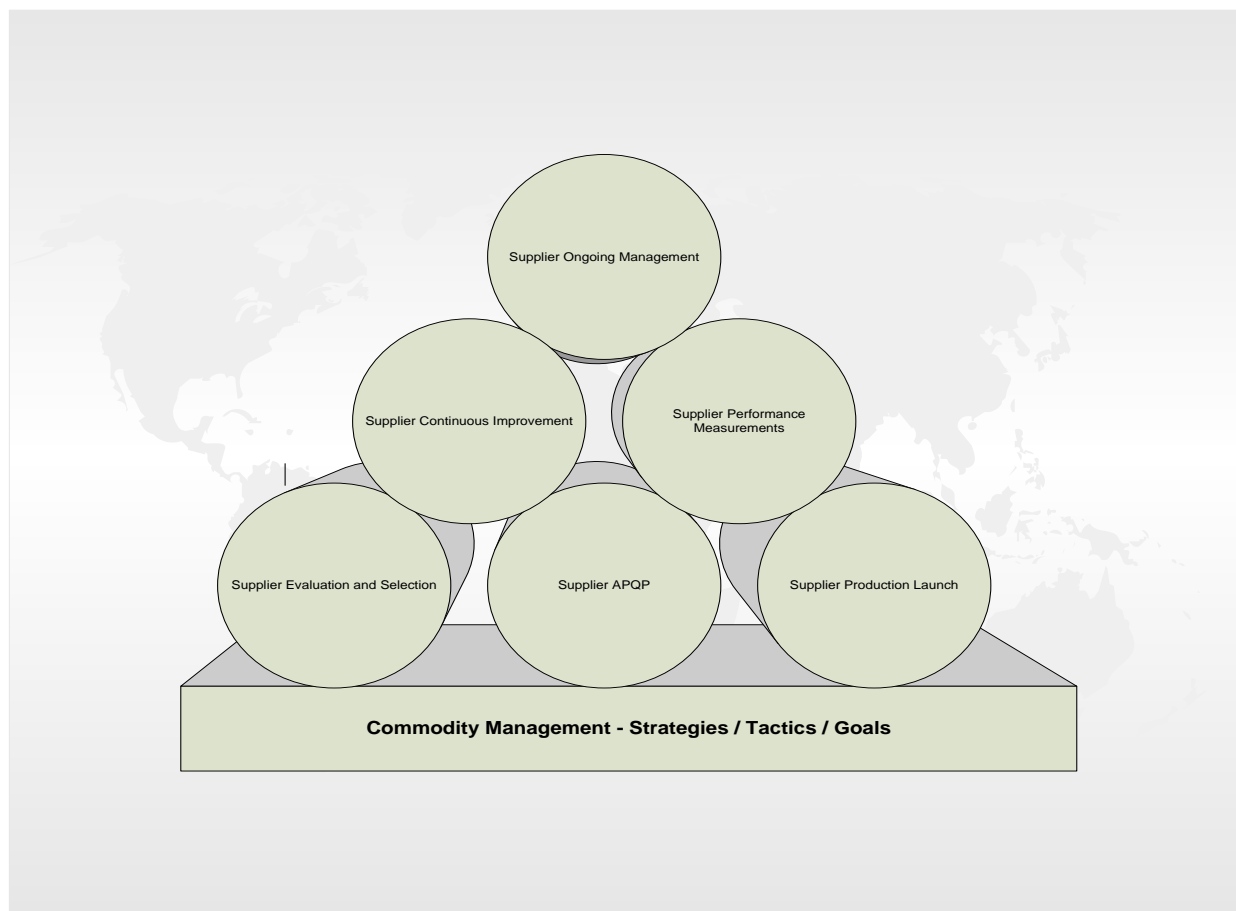 Supplier Ongoing Management
Supplier Continuous Improvement
Supplier Performance
Measurements
Supplier Evaluation and Selection
Supplier APQP
Supplier Production Launch
Commodity Management - Strategies / Tactics / Goals